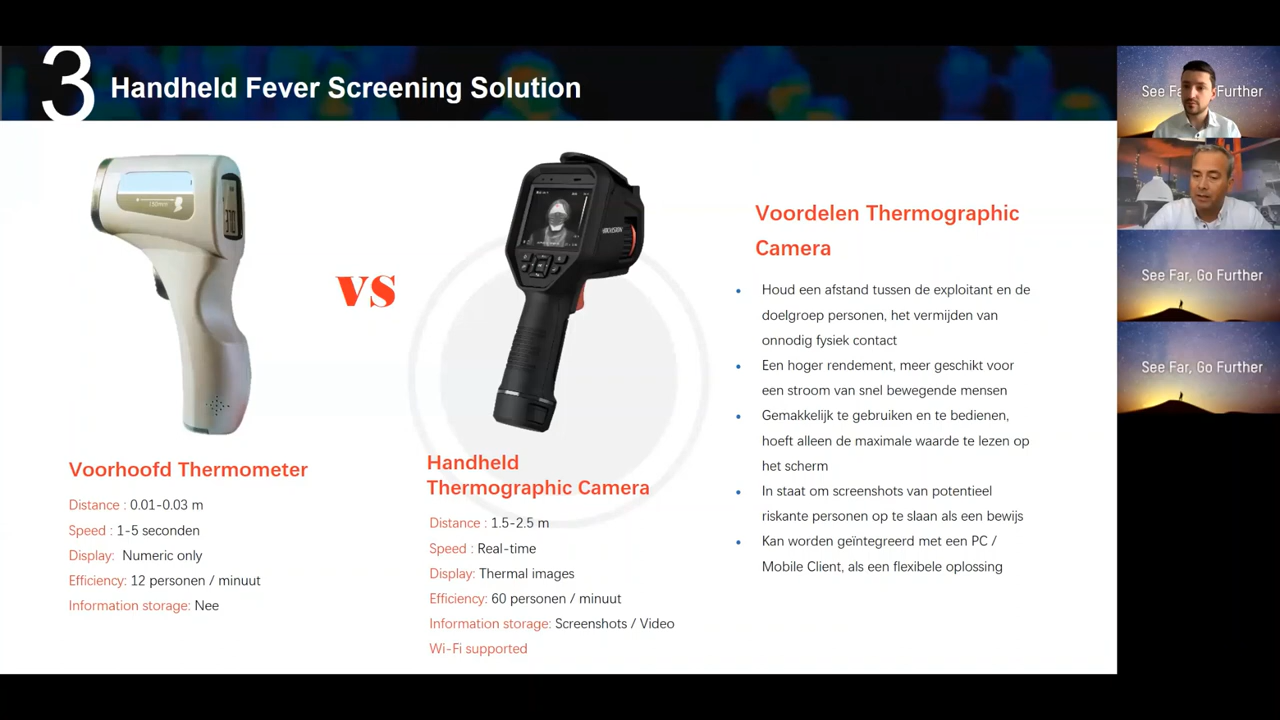 3
Handheld Fever Screening Solution
VS
HIKVISION
Voorhoofd Thermometer
Distance : 0.01-0.03 m
Speed : 1-5 seconden
Display: Numeric only
Efficiency: 12 personen / minuut
Information storage: Nee
Handheld
Thermographic Camera
Distance : 1.5-2.5 m
Speed : Real-time
Display: Thermal images
Efficiency: 60 personen / minuut
Information storage: Screenshots / Video
Wi-Fi supported
Voordelen Thermographic
Camera
Houd een afstand tussen de exploitant en de
doelgroep personen, het vermijden van
onnodig fysiek contact
Een hoger rendement, meer geschikt voor
een stroom van snel bewegende mensen
Gemakkelijk te gebruiken en te bedienen,
hoeft alleen de maximale waarde te lezen op
het scherm
In staat om screenshots van potentieel
riskante personen op te slaan als een bewijs
Kan worden geïntegreerd met een PC /
Mobile Client, als een flexibele oplossing
See Further
See Far, Go Further
See Far, Go Further